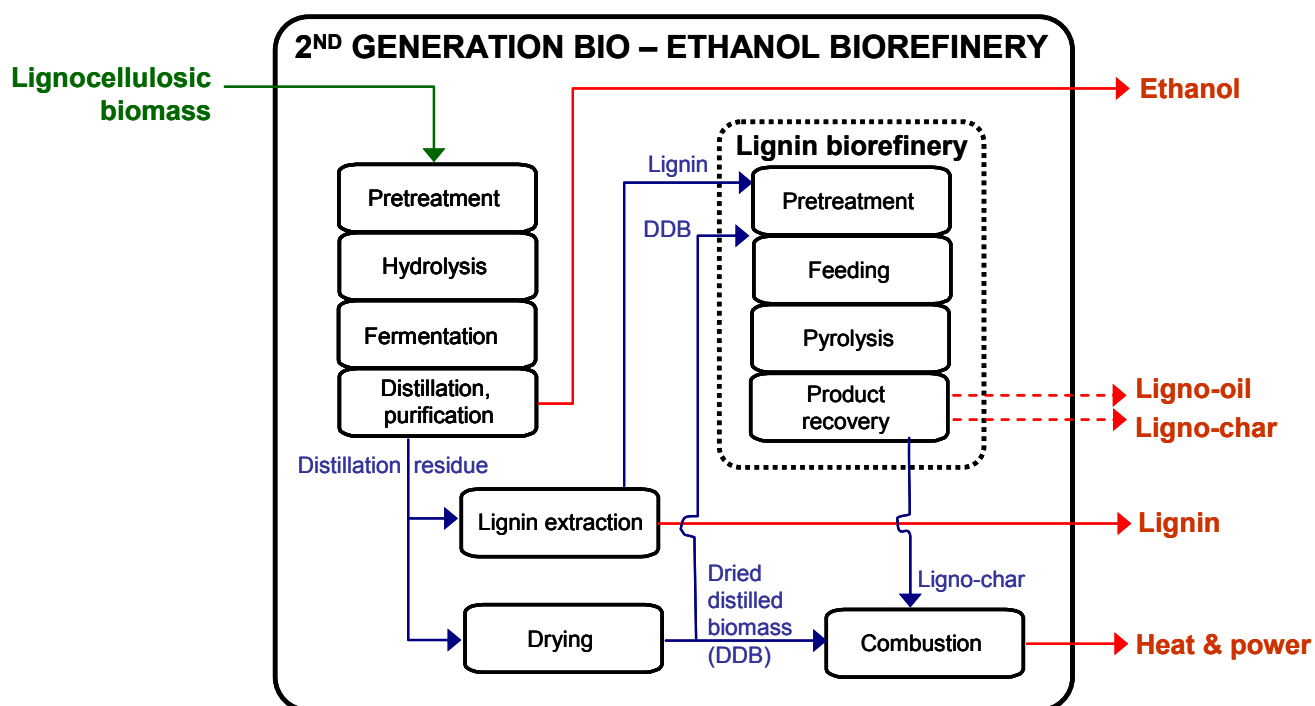 2ND GENERATION BIO – ETHANOL BIOREFINERY
Lignocellulosic
biomass
Ethanol
Lignin biorefinery
Lignin
DDB
Pretreatment
Hydrolysis
Fermentation
Distillation,
purification
Pretreatment
Feeding
Pyrolysis
Product
recovery
Ligno-oil
Ligno-char
Distillation residue
Lignin extraction
Lignin
Ligno-char
Drying
Dried
distilled
biomass
(DDB)
Combustion
Heat & power